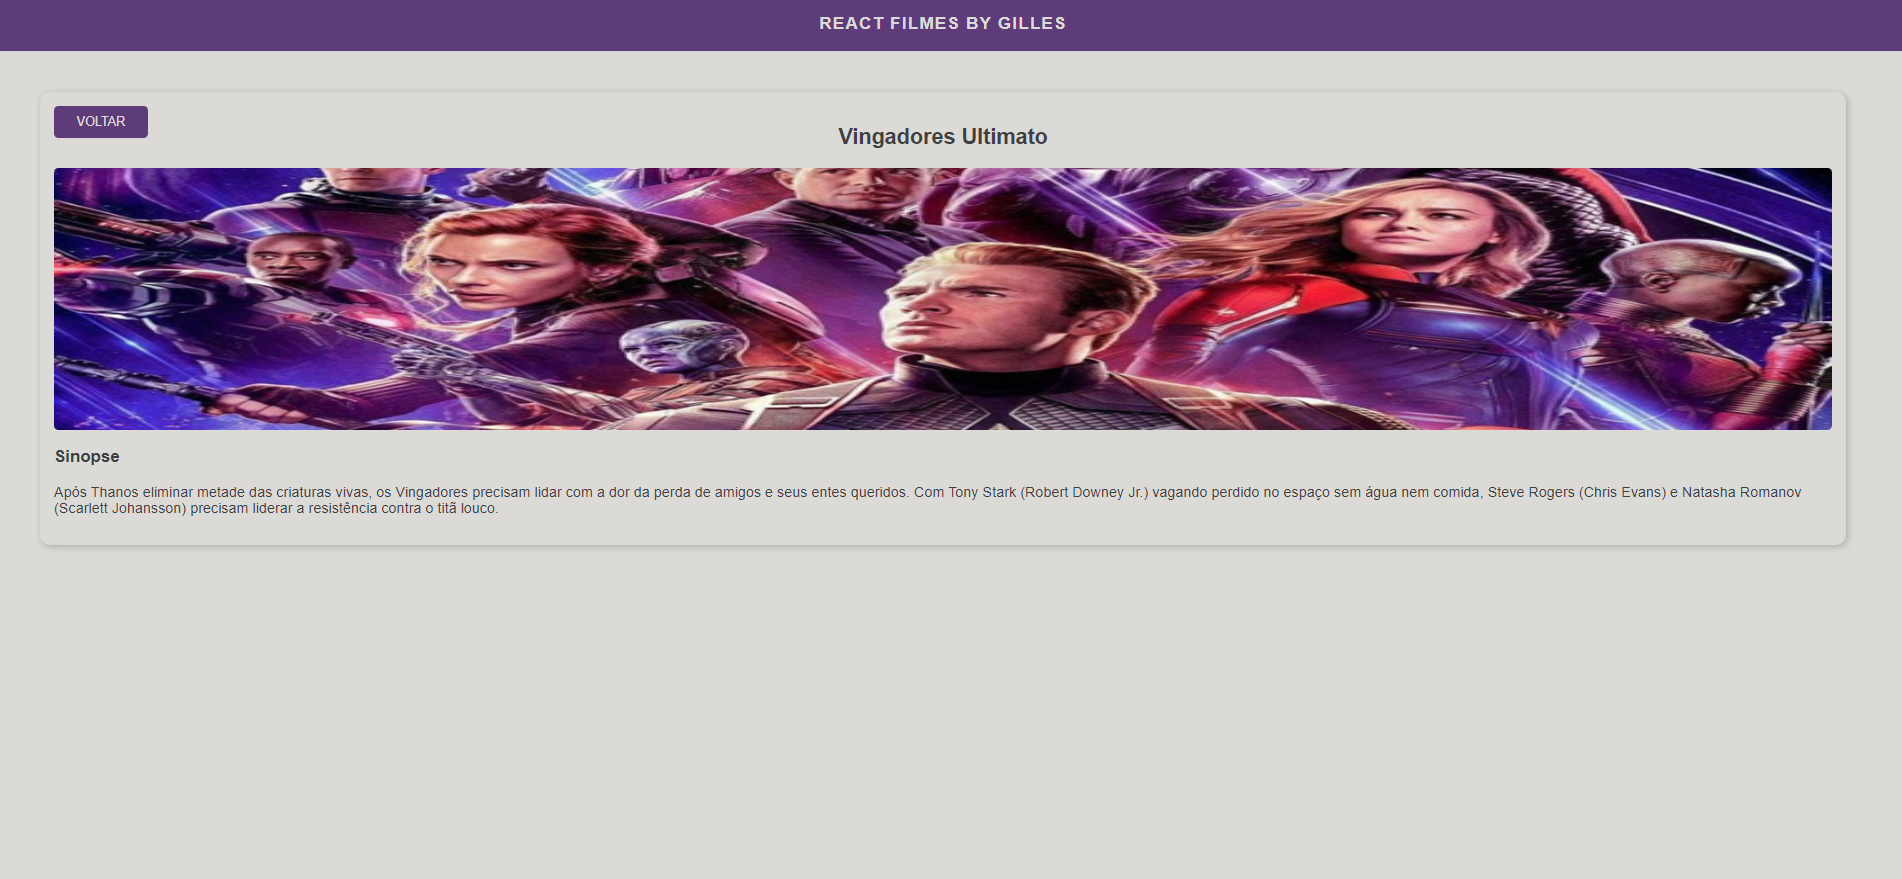 REACT FILMES BY GILLES
VOLTAR
Vingadores Ultimato
Sinopse
Após Thanos eliminar metade das criaturas vivas, os Vingadores precisam lidar com a dor da perda de amigos e seus entes queridos. Com Tony Stark (Robert Downey Jr.) vagando perdido no espaço sem água nem comida, Steve Rogers (Chris Evans) e Natasha Romanov
(Scarlett Johansson) precisam liderar a resistência contra o titã louco.